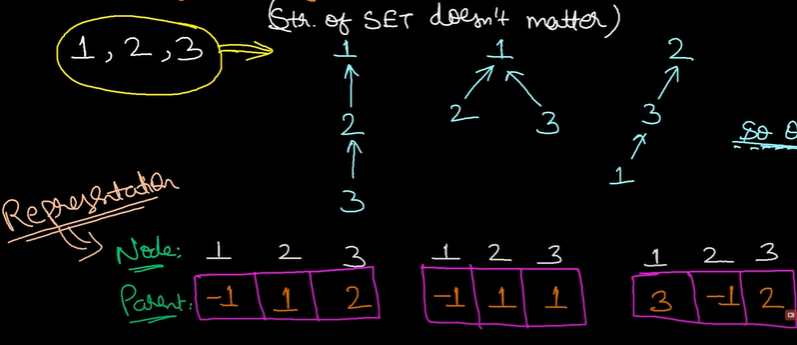 (Str. of SET doesn't matter)
1, 2, 3
1 1 2
2 2 3 3
3 1
So
Representation
Node: 1 2 3 1 2 3 1 2 3
Parent: -1 1 2 -1 1 1 3 -1 2